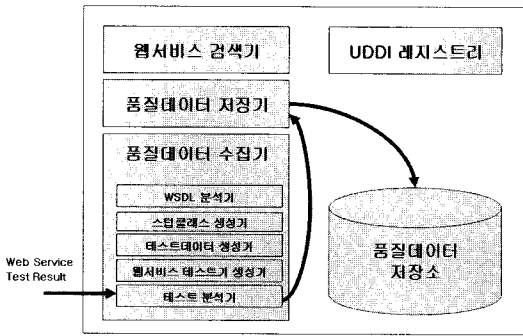 웹서비스 검색기
UDDI 레지스트리
품질데이터 저장기
품질데이터 수집기
WSDL 분석기
스텁클래스 생성기
테스트데이터 생성기
웹서비스 테스트기 생성기
테스트 분석기
Web Service
Test Result
품질데이터
저장소